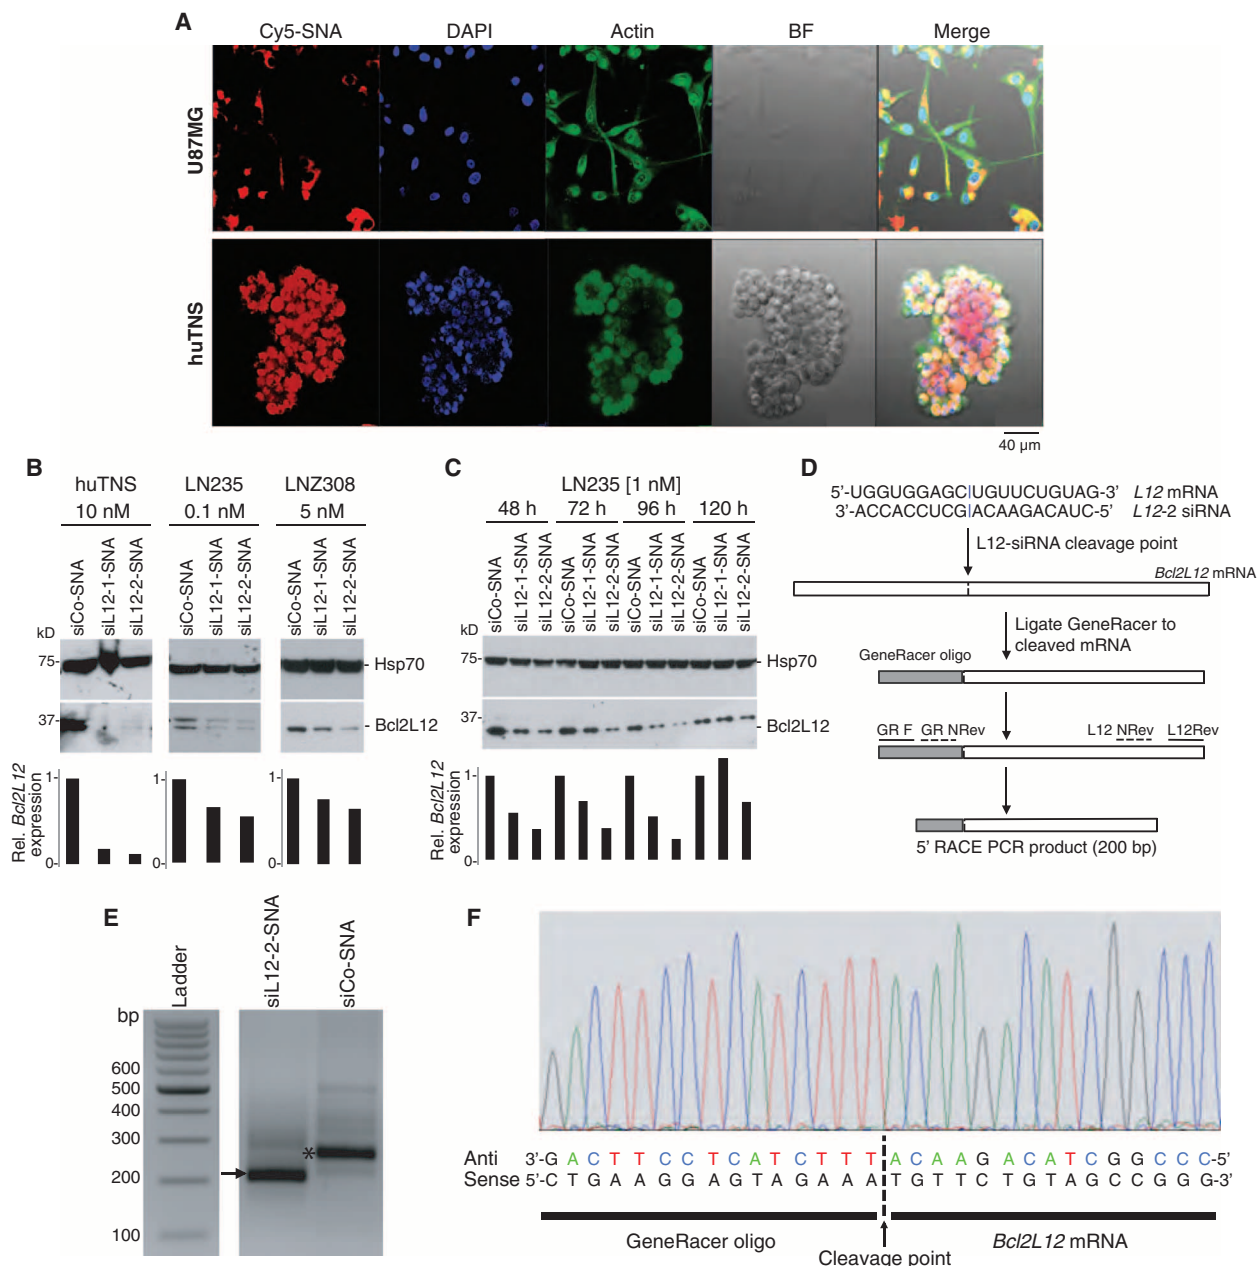 A
Cy5-SNA DAPI Actin BF Merge
U87MG
huTNS
40 µm
B
huTNS LN235 LNZ308
10 nM 0.1 nM 5 nM
siCo-SNA siL12-1-SNA siL12-2-SNA siCo-SNA siL12-1-SNA siL12-2-SNA siCo-SNA siL12-1-SNA siL12-2-SNA
kD
75- - Hsp70
37- - Bcl2L12
Rel. Bcl2L12 expression
1- 1- 1-
0- 0- 0-
C
LN235 [1 nM]
48 h 72 h 96 h 120 h
siCo-SNA siL12-1-SNA siL12-2-SNA siCo-SNA siL12-1-SNA siL12-2-SNA siCo-SNA siL12-1-SNA siL12-2-SNA siCo-SNA siL12-1-SNA siL12-2-SNA
kD
75- - Hsp70
37- - Bcl2L12
Rel. Bcl2L12 expression
1-
0-
D
5'-UGGUGGAGC|UGUUCUGUAG-3' L12 mRNA
3'-ACCACCUCG|ACAAGACAUC-5' L12-2 siRNA
L12-siRNA cleavage point
Bcl2L12 mRNA
Ligate GeneRacer to
cleaved mRNA
GeneRacer oligo
GR F GR NRev L12 NRev L12Rev
5' RACE PCR product (200 bp)
E
Ladder siL12-2-SNA siCo-SNA
bp
600
500
400
300
*
200
100
F
Anti 3'-G A C T T C C T C A T C T T T A C A A G A C A T C G G C C C-5'
Sense 5'-C T G A A G G A G T A G A A A T G T T C T G T A G C C G G G-3'
GeneRacer oligo Bcl2L12 mRNA
Cleavage point